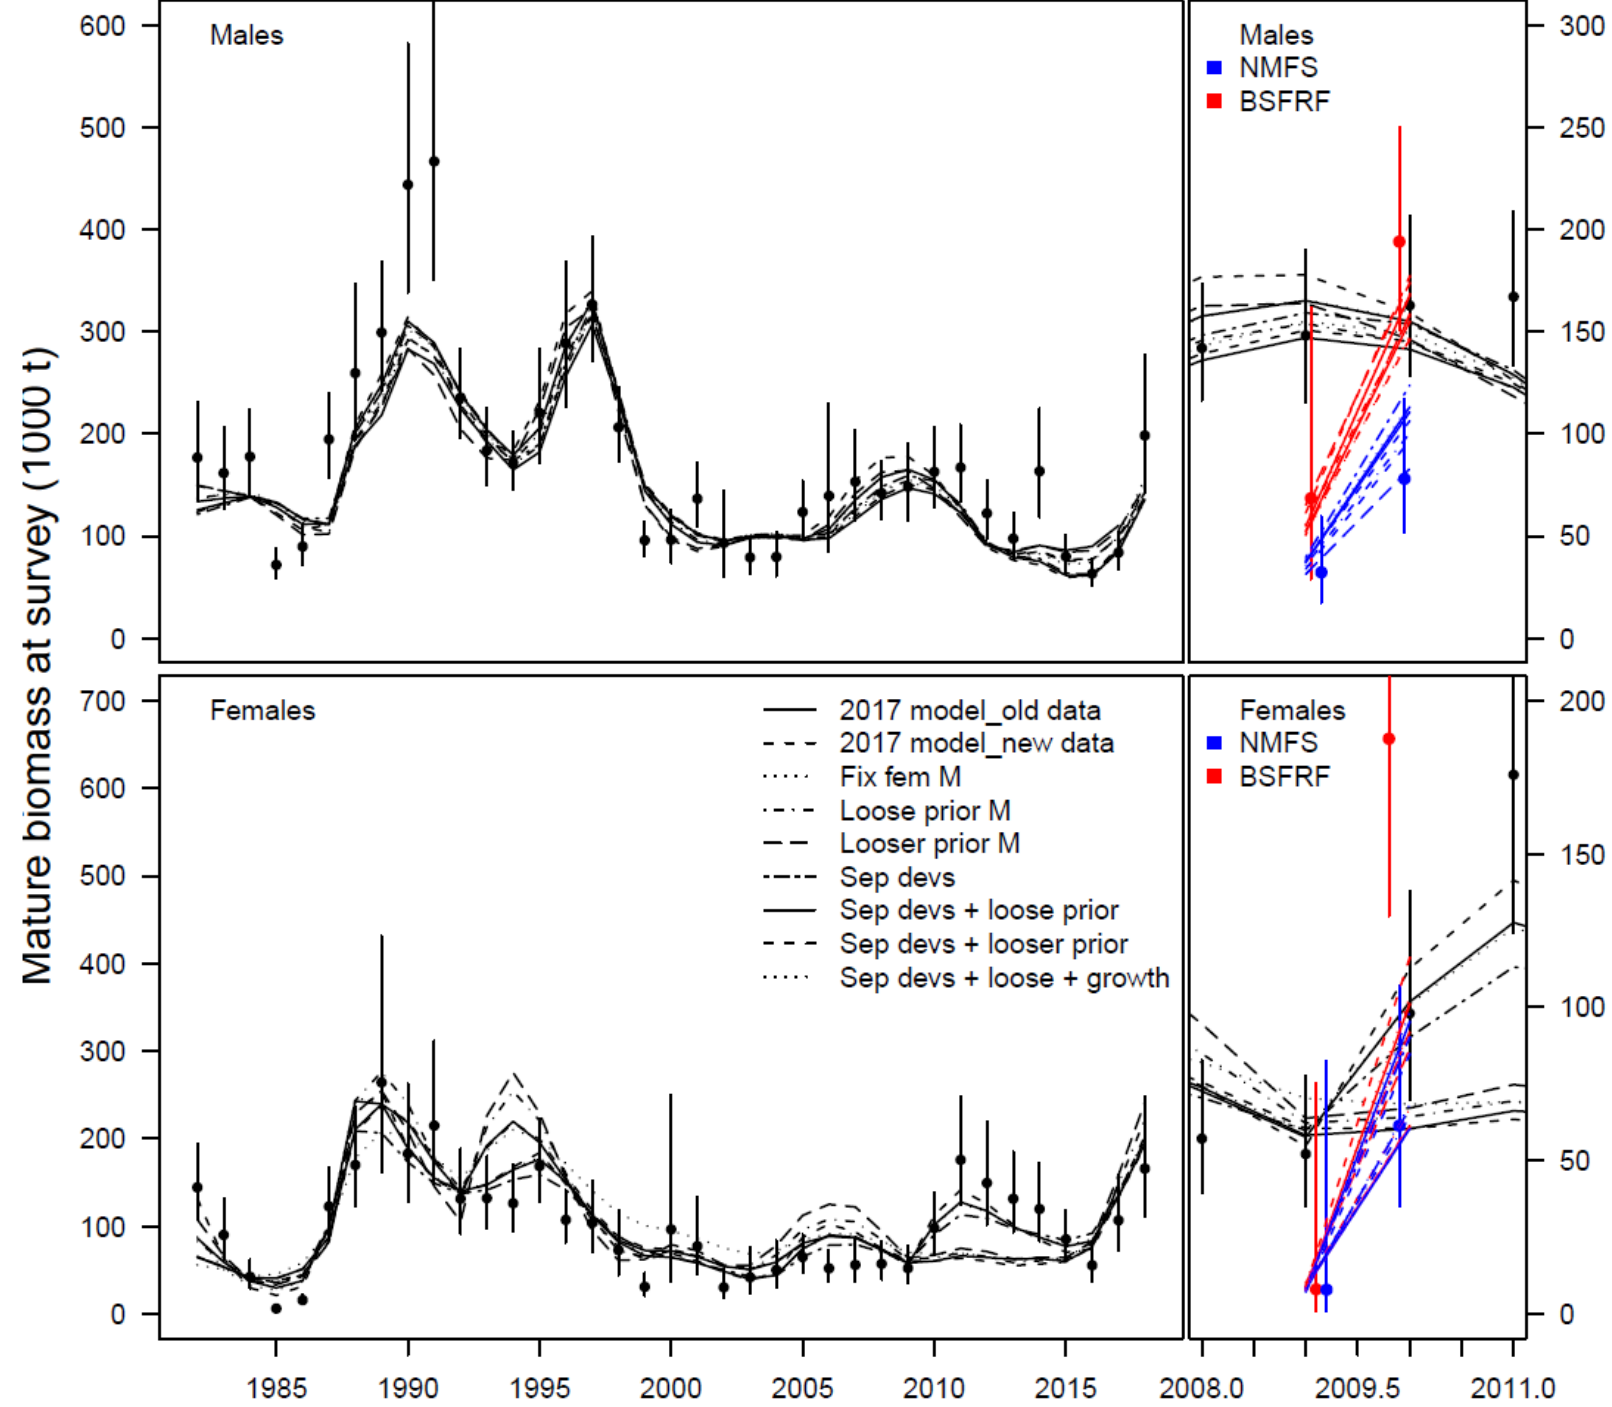 Mature biomass at survey (1000 t)
Males
600
500
400
300
200
100
0
Males
NMFS
BSFRF
300
250
200
150
100
50
0
Females
700
600
500
400
300
200
100
0
2017 model_old data
2017 model_new data
Fix fem M
Loose prior M
Looser prior M
Sep devs
Sep devs + loose prior
Sep devs + looser prior
Sep devs + loose + growth
Females
NMFS
BSFRF
200
150
100
50
0
1985 1990 1995 2000 2005 2010 2015
2008.0 2009.5 2011.0